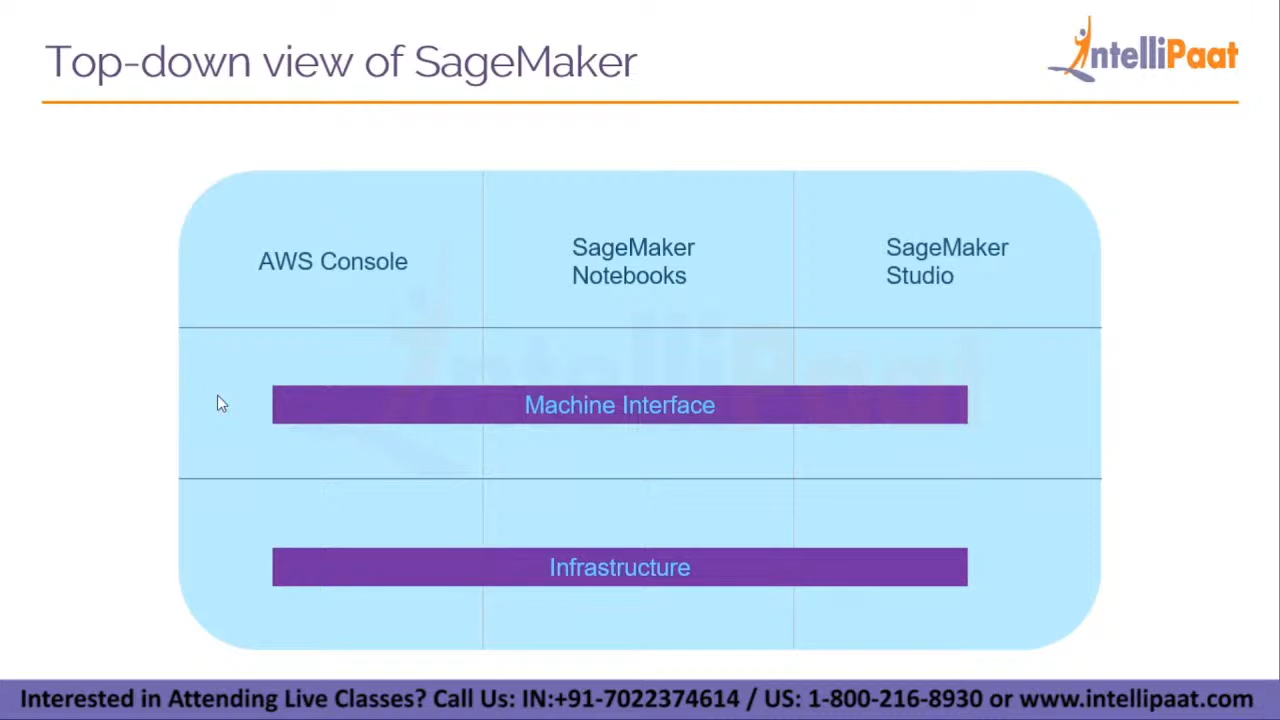 Top-down view of SageMaker
IntelliPaat
AWS Console
SageMaker
Notebooks
SageMaker
Studio
IntelliPaat
Machine Interface
Infrastructure
Interested in Attending Live Classes? Call Us: IN:+91-7022374614 / US: 1-800-216-8930 or www.intellipaat.com